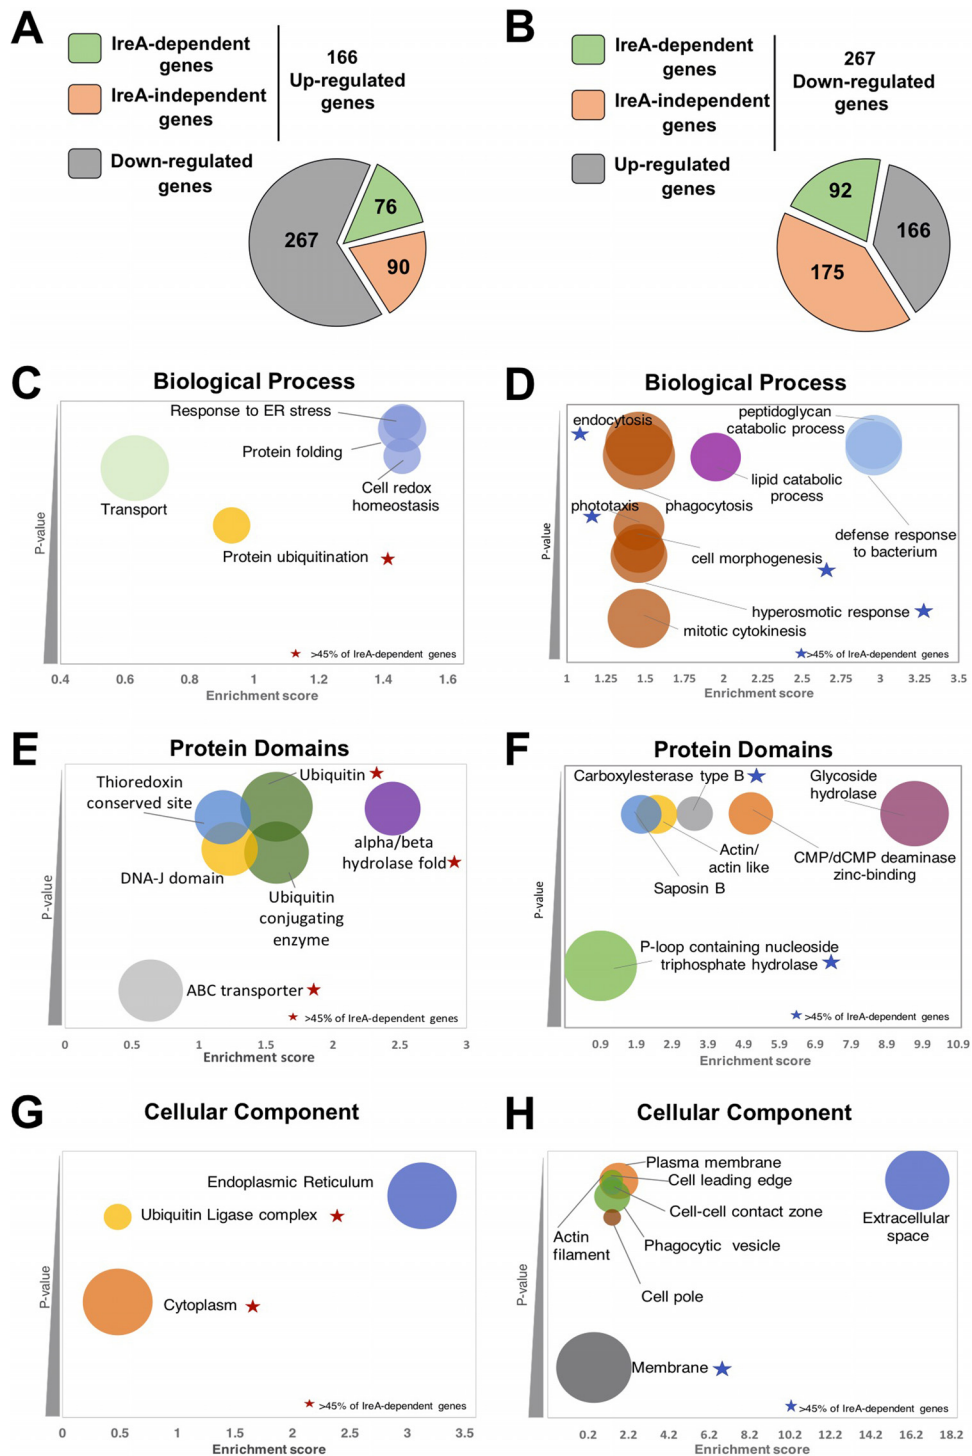 A
IreA-dependent
genes
IreA-independent
genes
Down-regulated
genes
166
Up-regulated
genes
267
76
90
B
IreA-dependent
genes
IreA-independent
genes
Up-regulated
genes
267
Down-regulated
genes
92
166
175
C
Biological Process
Response to ER stress
Protein folding
Cell redox
homeostasis
Transport
Protein ubiquitination
>45% of IreA-dependent genes
P-value
0.4 0.6 0.8 1 1.2 1.4 1.6
Enrichment score
D
Biological Process
endocytosis
peptidoglycan
catabolic process
lipid catabolic
process
phototaxis
phagocytosis
defense response
to bacterium
cell morphogenesis
hyperosmotic response
mitotic cytokinesis
>45% of IreA-dependent genes
P-value
1 1.25 1.5 1.75 2 2.25 2.5 2.75 3 3.25 3.5
Enrichment score
E
Protein Domains
Ubiquitin
Thioredoxin
conserved site
alpha/beta
hydrolase fold
DNA-J domain
Ubiquitin
conjugating
enzyme
ABC transporter
>45% of IreA-dependent genes
P-value
0 0.5 1 1.5 2 2.5 3
Enrichment score
F
Protein Domains
Carboxylesterase type B
Glycoside
hydrolase
Actin/
actin like
CMP/dCMP deaminase
zinc-binding
Saposin B
P-loop containing nucleoside
triphosphate hydrolase
>45% of IreA-dependent genes
P-value
0.9 1.9 2.9 3.9 4.9 5.9 6.9 7.9 8.9 9.9 10.9
Enrichment score
G
Cellular Component
Endoplasmic Reticulum
Ubiquitin Ligase complex
Cytoplasm
>45% of IreA-dependent genes
P-value
0 0.5 1 1.5 2 2.5 3 3.5
Enrichment score
H
Cellular Component
Plasma membrane
Cell leading edge
Cell-cell contact zone
Extracellular
space
Actin
filament
Phagocytic vesicle
Cell pole
Membrane
>45% of IreA-dependent genes
P-value
0.2 2.2 4.2 6.2 8.2 10.2 12.2 14.2 16.2 18.2
Enrichment score